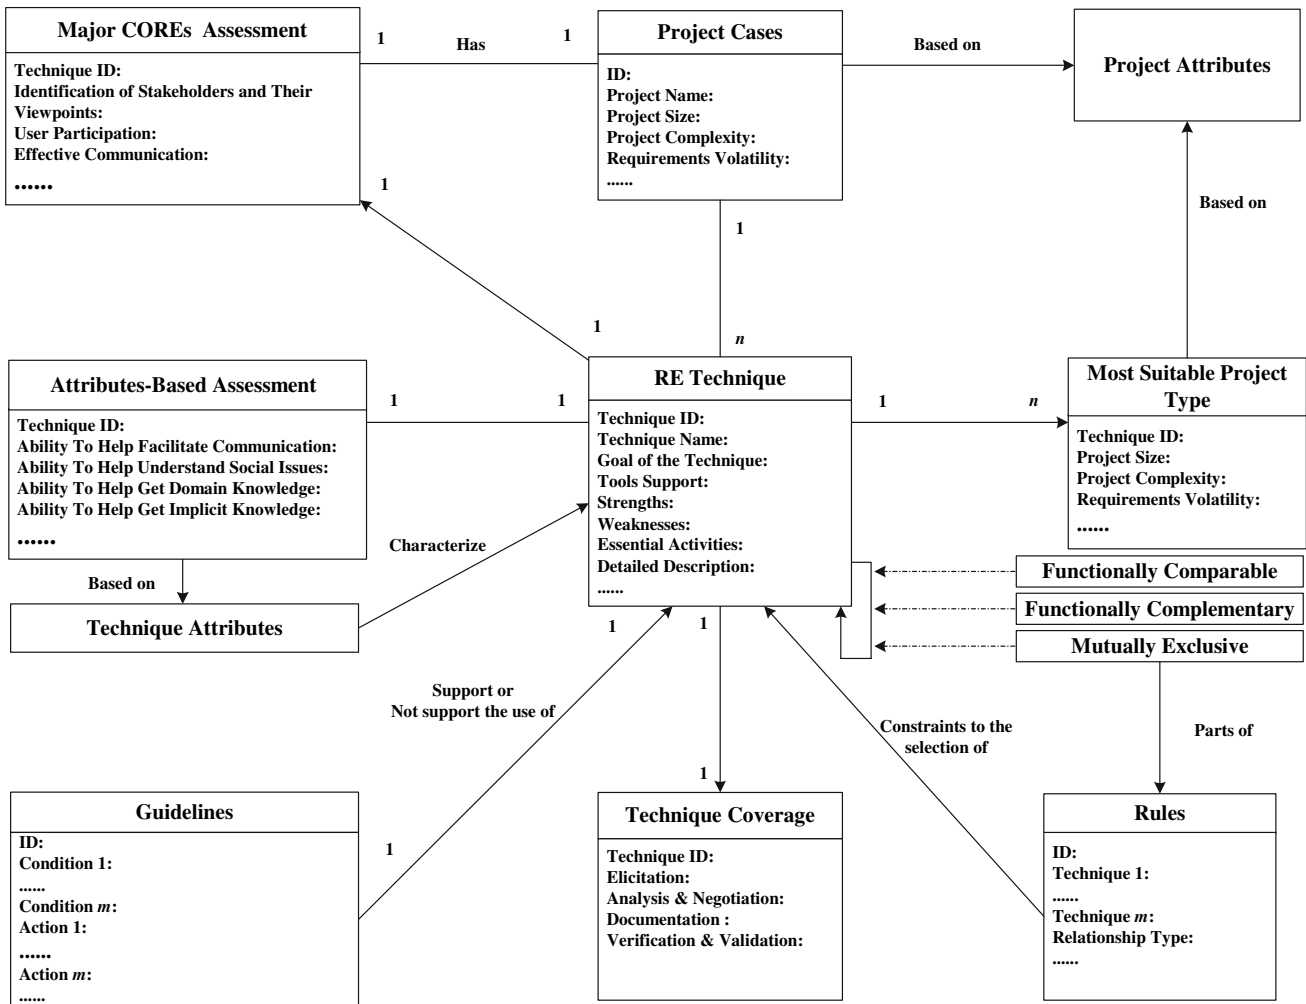 Major COREs  Assessment
Technique ID:
Identification of Stakeholders and Their
Viewpoints:
User Participation:
Effective Communication:
......
1
Has
1
Project Cases
ID:
Project Name:
Project Size:
Project Complexity:
Requirements Volatility:
......
Based on
Project Attributes
1
1
Based on
1
n
Attributes-Based Assessment
Technique ID:
Ability To Help Facilitate Communication:
Ability To Help Understand Social Issues:
Ability To Help Get Domain Knowledge:
Ability To Help Get Implicit Knowledge:
......
1
1
RE Technique
Technique ID:
Technique Name:
Goal of the Technique:
Tools Support:
Strengths:
Weaknesses:
Essential Activities:
Detailed Description:
......
1
n
Most Suitable Project
Type
Technique ID:
Project Size:
Project Complexity:
Requirements Volatility:
......
Characterize
Based on
Technique Attributes
Functionally Comparable
Functionally Complementary
Mutually Exclusive
1
1
Support or
Not support the use of
Constraints to the
selection of
Parts of
1
1
Guidelines
ID:
Condition 1:
......
Condition m:
Action 1:
......
Action m:
......
Technique Coverage
Technique ID:
Elicitation:
Analysis & Negotiation:
Documentation :
Verification & Validation:
Rules
ID:
Technique 1:
......
Technique m:
Relationship Type:
......